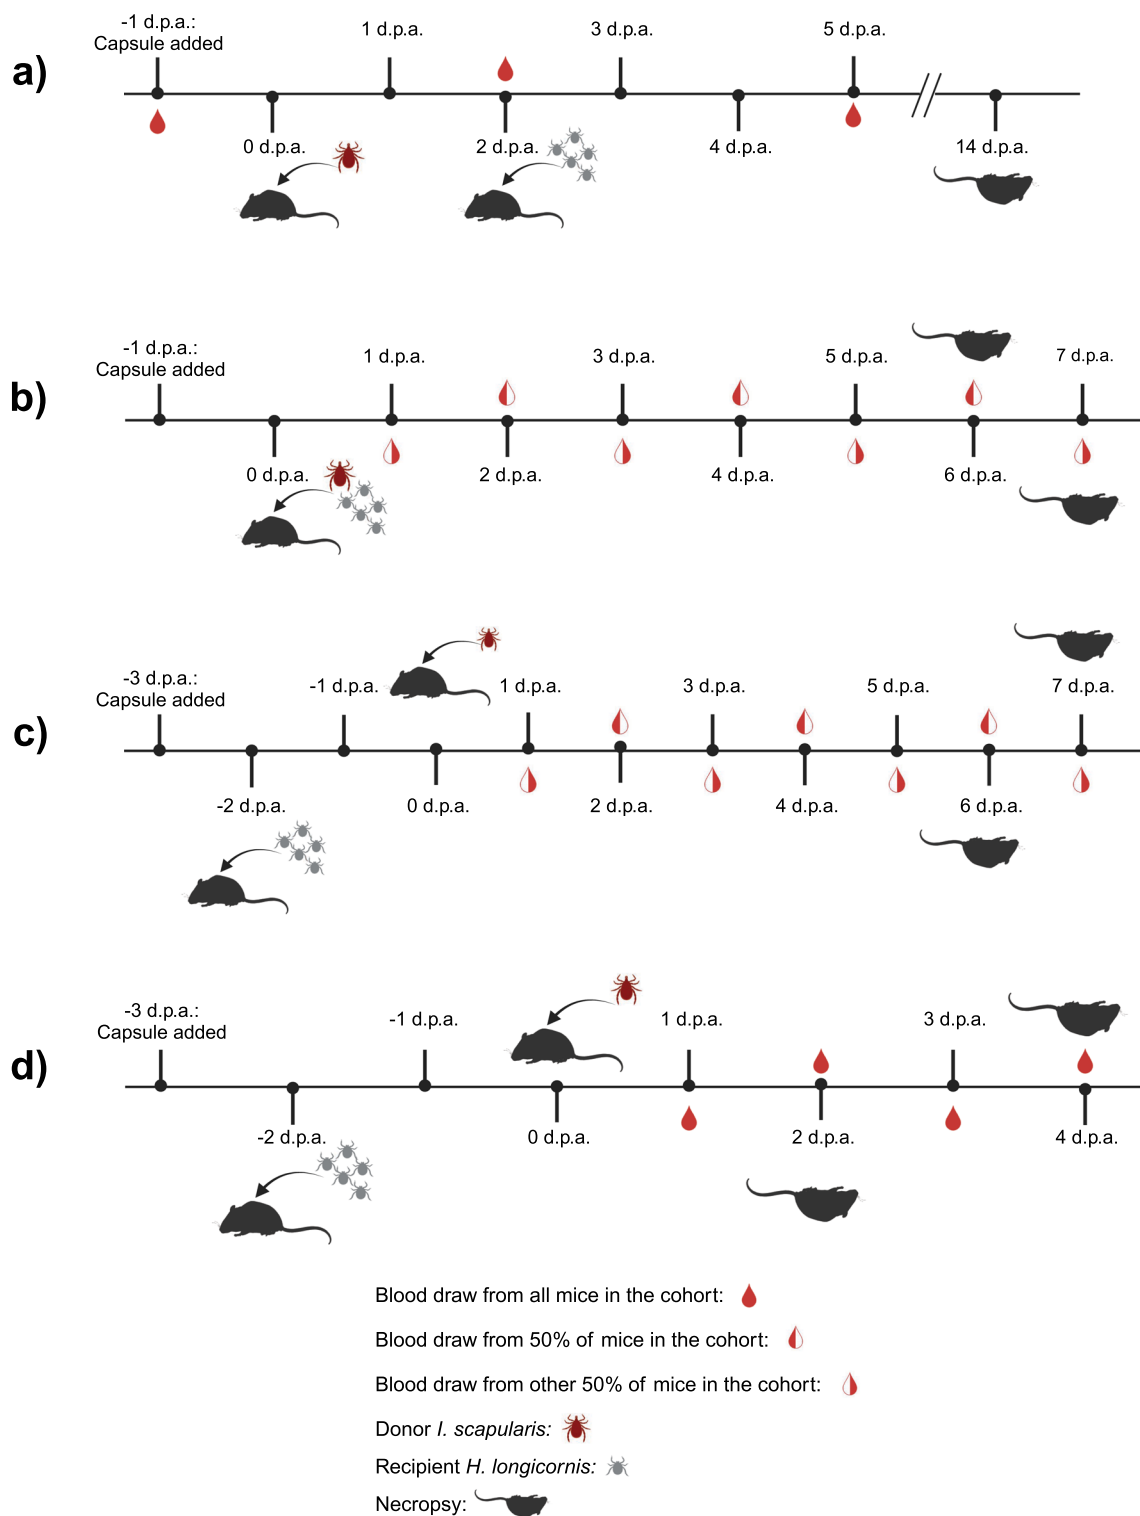 a)
-1 d.p.a.:
Capsule added
1 d.p.a.
3 d.p.a.
5 d.p.a.
0 d.p.a.
2 d.p.a.
4 d.p.a.
14 d.p.a.
b)
-1 d.p.a.:
Capsule added
1 d.p.a.
3 d.p.a.
5 d.p.a.
7 d.p.a.
0 d.p.a.
2 d.p.a.
4 d.p.a.
6 d.p.a.
c)
-3 d.p.a.:
Capsule added
-1 d.p.a.
1 d.p.a.
3 d.p.a.
5 d.p.a.
7 d.p.a.
-2 d.p.a.
0 d.p.a.
2 d.p.a.
4 d.p.a.
6 d.p.a.
d)
-3 d.p.a.:
Capsule added
-1 d.p.a.
1 d.p.a.
3 d.p.a.
-2 d.p.a.
0 d.p.a.
2 d.p.a.
4 d.p.a.
Blood draw from all mice in the cohort:
Blood draw from 50% of mice in the cohort:
Blood draw from other 50% of mice in the cohort:
Donor I. scapularis:
Recipient H. longicornis:
Necropsy: